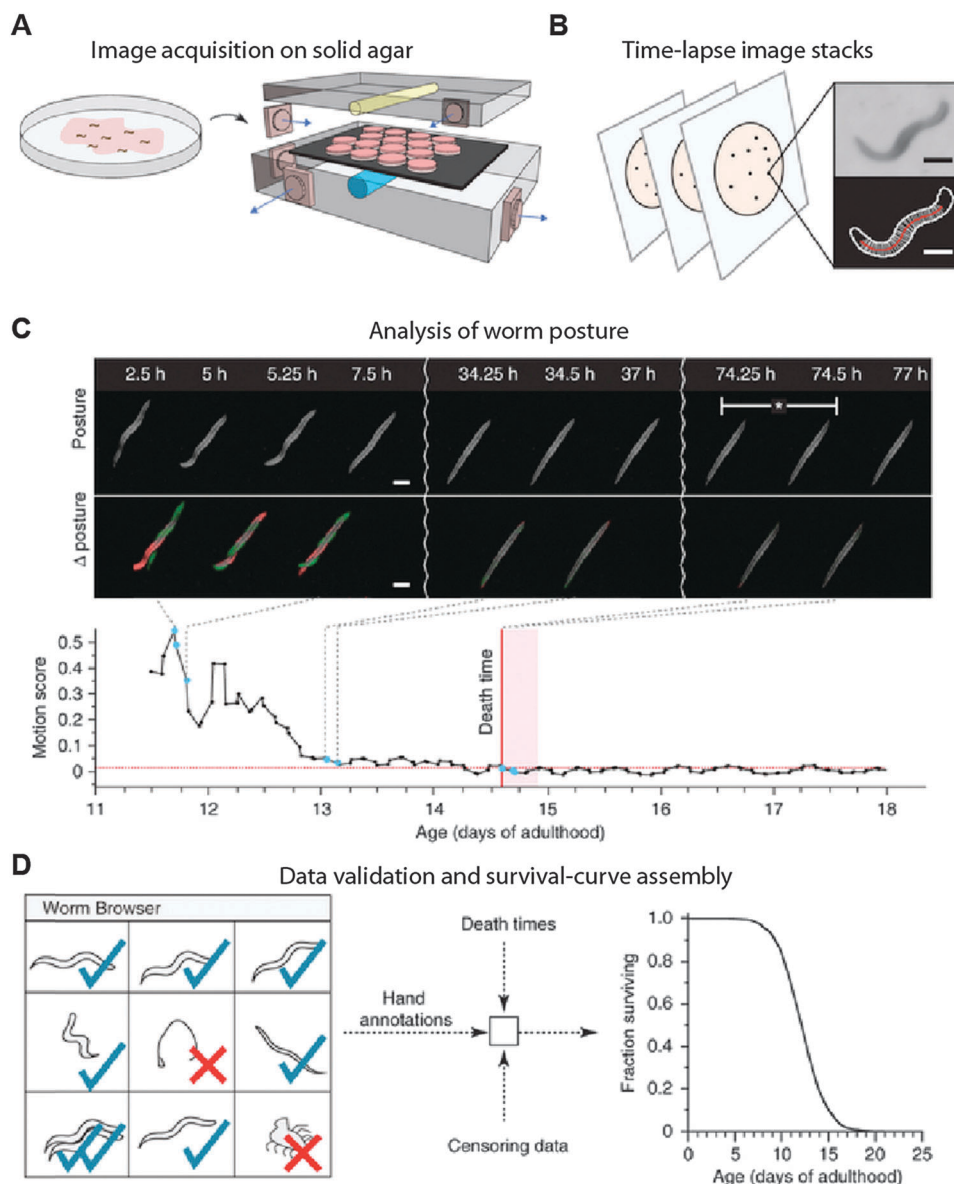 A
Image acquisition on solid agar
B
Time-lapse image stacks
C
Analysis of worm posture
2.5 h 5 h 5.25 h 7.5 h 34.25 h 34.5 h 37 h 74.25 h 74.5 h 77 h
*
Posture
Δ posture
Motion score
0.5
0.4
0.3
0.2
0.1
0
Death time
11 12 13 14 15 16 17 18
Age (days of adulthood)
D
Data validation and survival-curve assembly
Worm Browser
Death times
Hand
annotations
Censoring data
Fraction surviving
1.0
0.8
0.6
0.4
0.2
0
0 5 10 15 20 25
Age (days of adulthood)